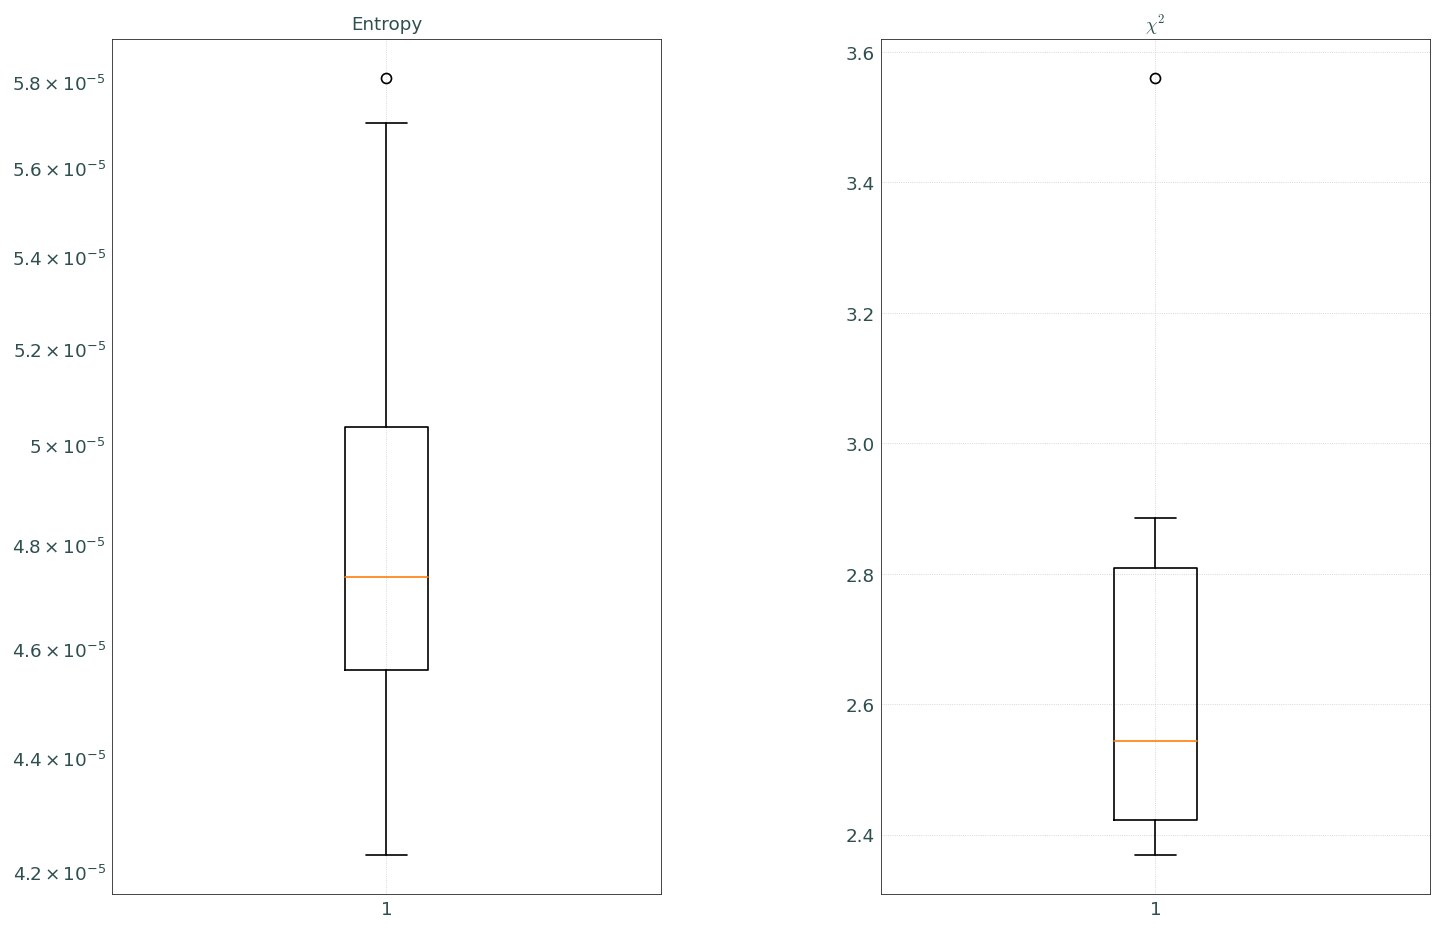 Entropy
5.8 × 10⁻⁵
5.6 × 10⁻⁵
5.4 × 10⁻⁵
5.2 × 10⁻⁵
5 × 10⁻⁵
4.8 × 10⁻⁵
4.6 × 10⁻⁵
4.4 × 10⁻⁵
4.2 × 10⁻⁵
1
χ²
3.6
3.4
3.2
3.0
2.8
2.6
2.4
1